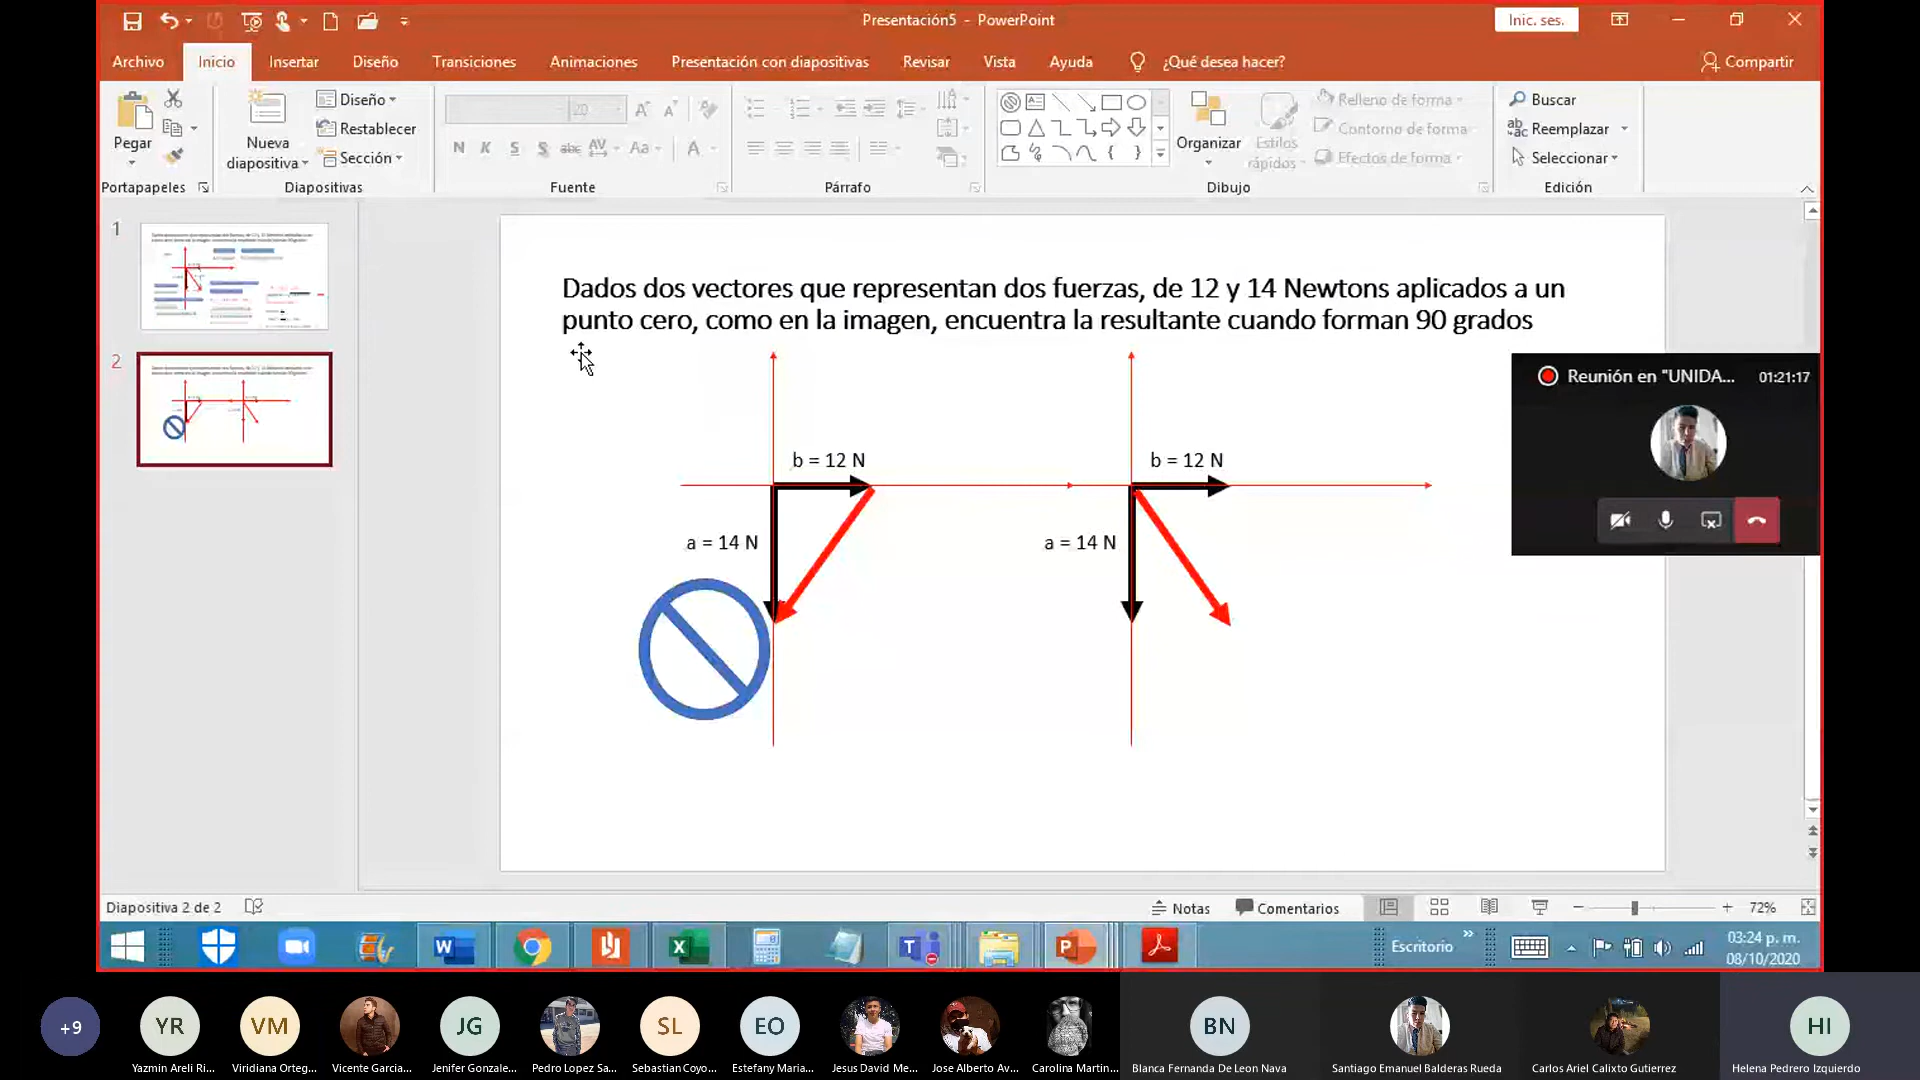 Presentación5 - PowerPoint
Inic. ses.
Archivo
Inicio
Insertar
Diseño
Transiciones
Animaciones
Presentación con diapositivas
Revisar
Vista
Ayuda
¿Qué desea hacer?
Compartir
Pegar
Portapapeles
Nueva
diapositiva
Diseño
Restablecer
Sección
Diapositivas
20
N K S S abc AV Aa A
Fuente
Párrafo
Organizar
Estilos
rápidos
Relleno de forma
Contorno de forma
Efectos de forma
Dibujo
Buscar
Reemplazar
Seleccionar
Edición
1
2
Dados dos vectores que representan dos fuerzas, de 12 y 14 Newtons aplicados a un
punto cero, como en la imagen, encuentra la resultante cuando forman 90 grados
b = 12 N
a = 14 N
b = 12 N
a = 14 N
Reunión en "UNIDA...
01:21:17
Diapositiva 2 de 2
Notas
Comentarios
72%
Escritorio
03:24 p. m.
08/10/2020
+9
YR
VM
JG
SL
EO
BN
HI
Yazmin Areli Ri...
Viridiana Orteg...
Vicente Garcia...
Jenifer Gonzale...
Pedro Lopez Sa...
Sebastian Coyo...
Estefany Maria...
Jesus David Me...
Jose Alberto Av...
Carolina Martin...
Blanca Fernanda De Leon Nava
Santiago Emanuel Balderas Rueda
Carlos Ariel Calixto Gutierrez
Helena Pedrero Izquierdo